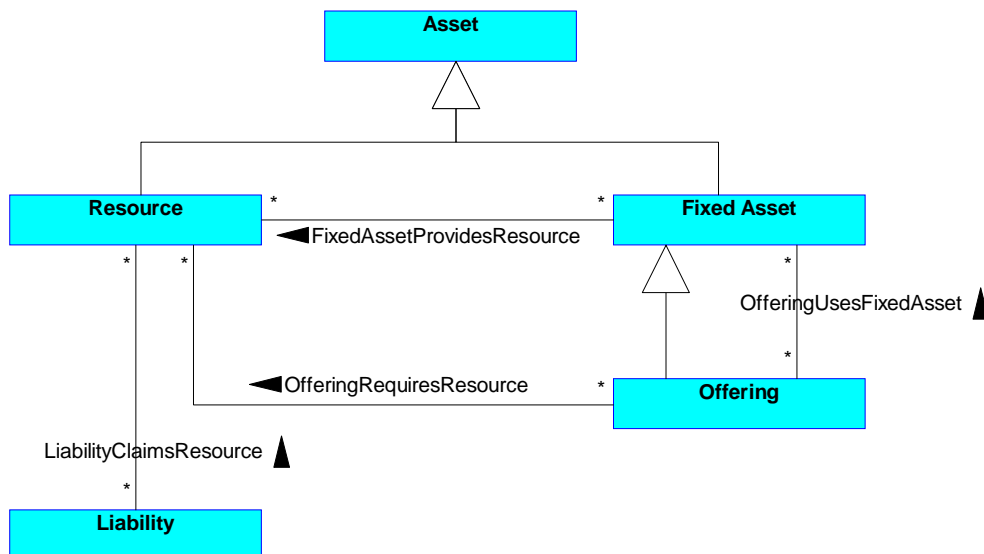 Asset
Resource
Fixed Asset
*
*
FixedAssetProvidesResource
*
*
*
OfferingUsesFixedAsset
*
OfferingRequiresResource
*
Offering
LiabilityClaimsResource
*
Liability